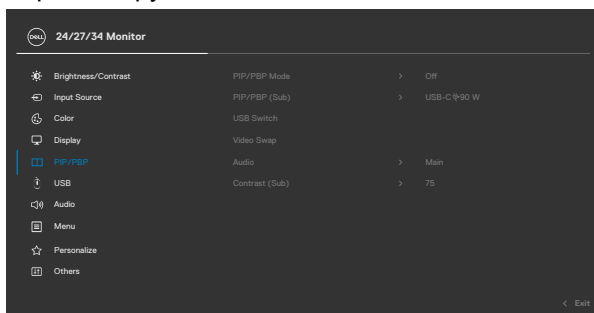 DELL 24/27/34 Monitor
Brightness/Contrast PIP/PBP Mode > Off
Input Source PIP/PBP (Sub) > USB-C 90 W
Color USB Switch
Display Video Swap
PIP/PBP Audio > Main
USB Contrast (Sub) > 75
Audio
Menu
Personalize
Others
< Exit